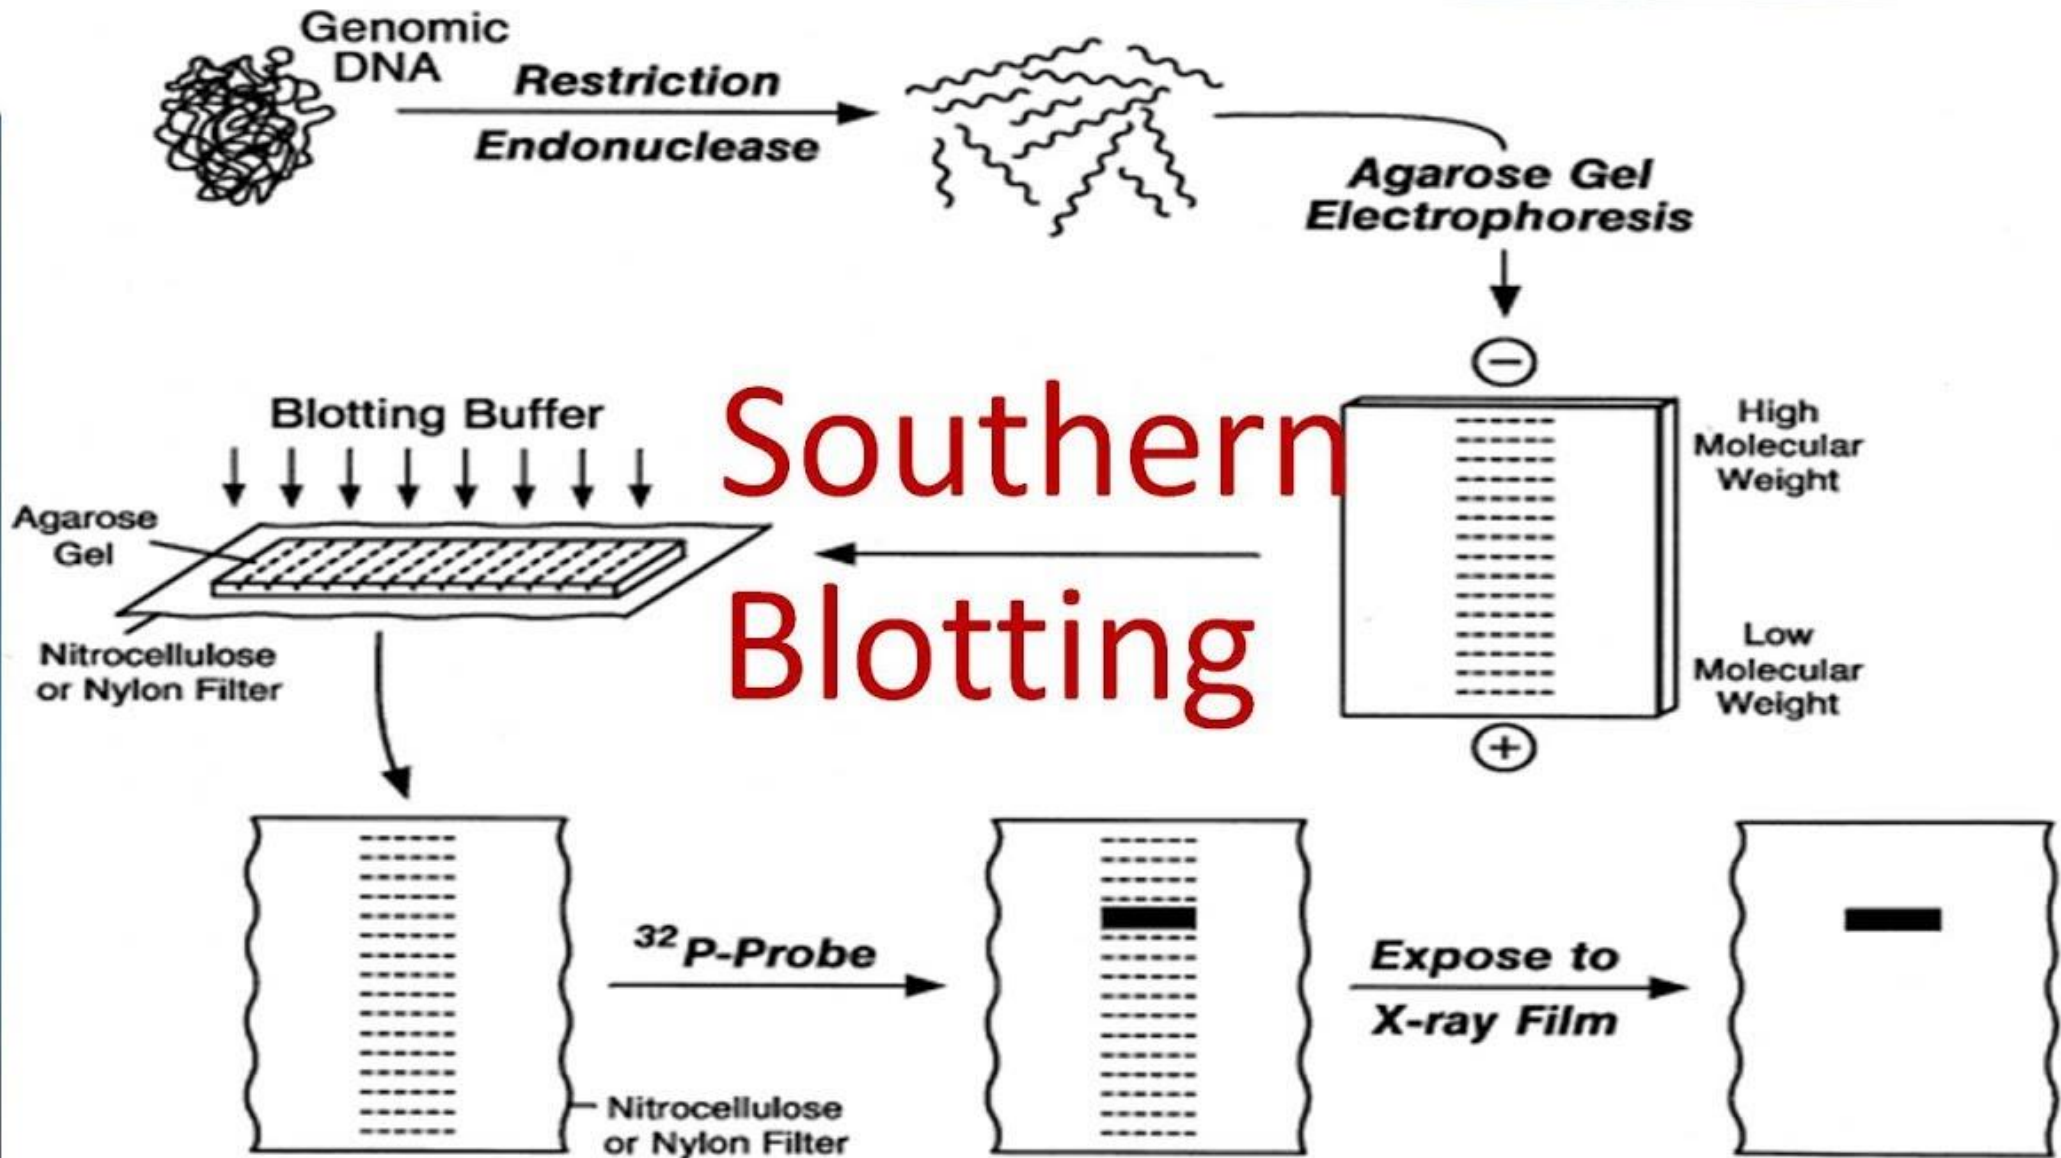 Genomic
DNA
Restriction
Endonuclease
Agarose Gel
Electrophoresis
−
High
Molecular
Weight
Low
Molecular
Weight
+
Southern
Blotting
Blotting Buffer
Agarose
Gel
Nitrocellulose
or Nylon Filter
32P-Probe
Nitrocellulose
or Nylon Filter
Expose to
X-ray Film